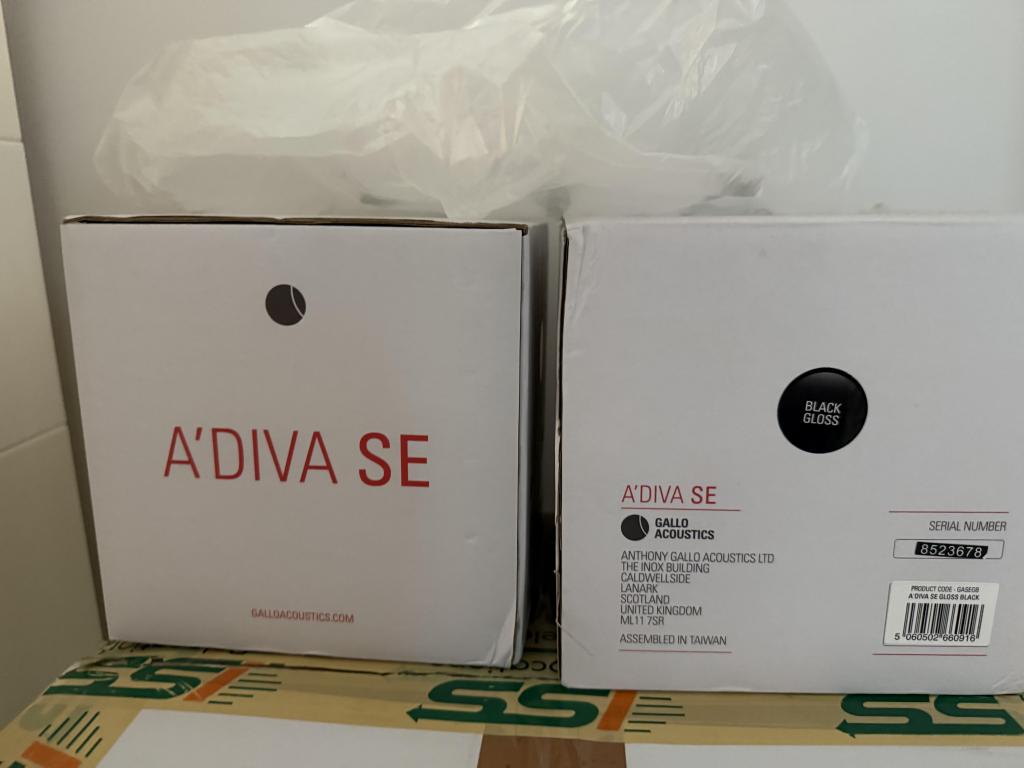 A'DIVA SE
GALLOACOUSTICS.COM
BLACK
GLOSS
A'DIVA SE
GALLO
ACOUSTICS
ANTHONY GALLO ACOUSTICS LTD
THE INOX BUILDING
CALDWELLSIDE
LANARK
SCOTLAND
UNITED KINGDOM
ML11 7SR
ASSEMBLED IN TAIWAN
SERIAL NUMBER
8523678
PRODUCT CODE - GASEGB
A'DIVA SE GLOSS BLACK
5 060502 660916